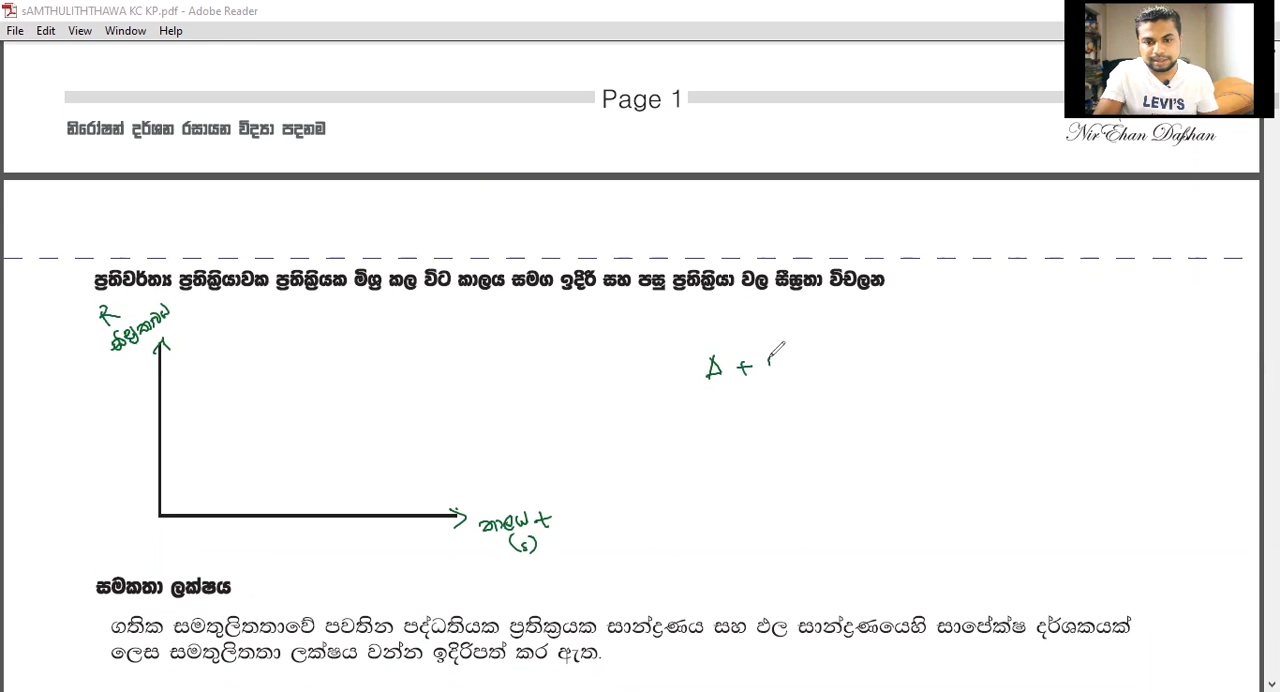 sAMTHULITHTHAWA KC KP.pdf - Adobe Reader
File Edit View Window Help
Page 1
නිරෝෂන් දර්ශන රසායන විද්‍යා පදනම
LEVI'S
ප්‍රතිවර්ත්‍ය ප්‍රතික්‍රියාවක ප්‍රතික්‍රියක මිශ්‍ර කල විට කාලය සමග ඉදිරි සහ පසු ප්‍රතික්‍රියා වල සීඝ්‍රතා විචලන
R
සීඝ්‍රතාවය
A +
කාලය t
(s)
සමකතා ලක්ෂය
ගතික සමතුලිතතාවේ පවතින පද්ධතියක ප්‍රතික්‍රයක සාන්ද්‍රණය සහ ඵල සාන්ද්‍රණයෙහි සාපේක්ෂ දර්ශකයක්
ලෙස සමතුලිතතා ලක්ෂය වන්න ඉදිරිපත් කර ඇත.